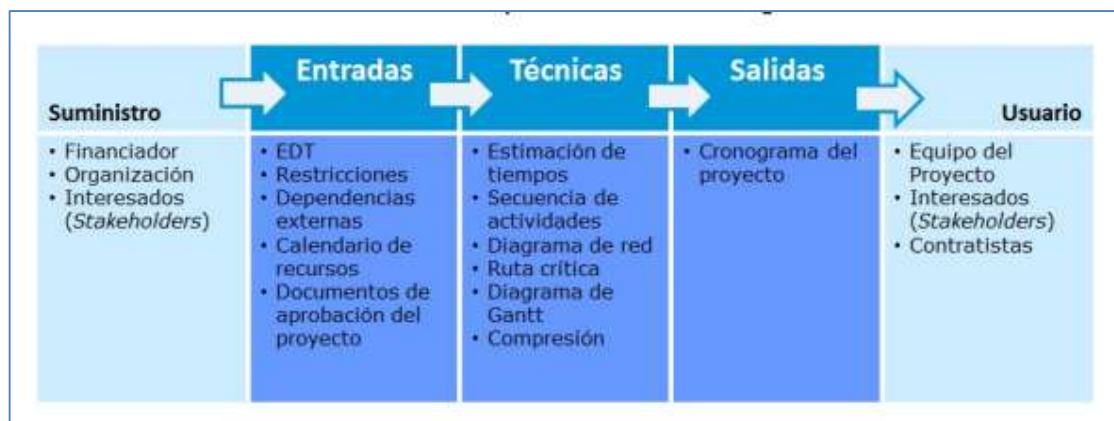 Suministro
Entradas
Técnicas
Salidas
Usuario
• Financiador
• Organización
• Interesados
(Stakeholders)
• EDT
• Restricciones
• Dependencias
externas
• Calendario de
recursos
• Documentos de
aprobación del
proyecto
• Estimación de
tiempos
• Secuencia de
actividades
• Diagrama de red
• Ruta crítica
• Diagrama de
Gantt
• Compresión
• Cronograma del
proyecto
• Equipo del
Proyecto
• Interesados
(Stakeholders)
• Contratistas